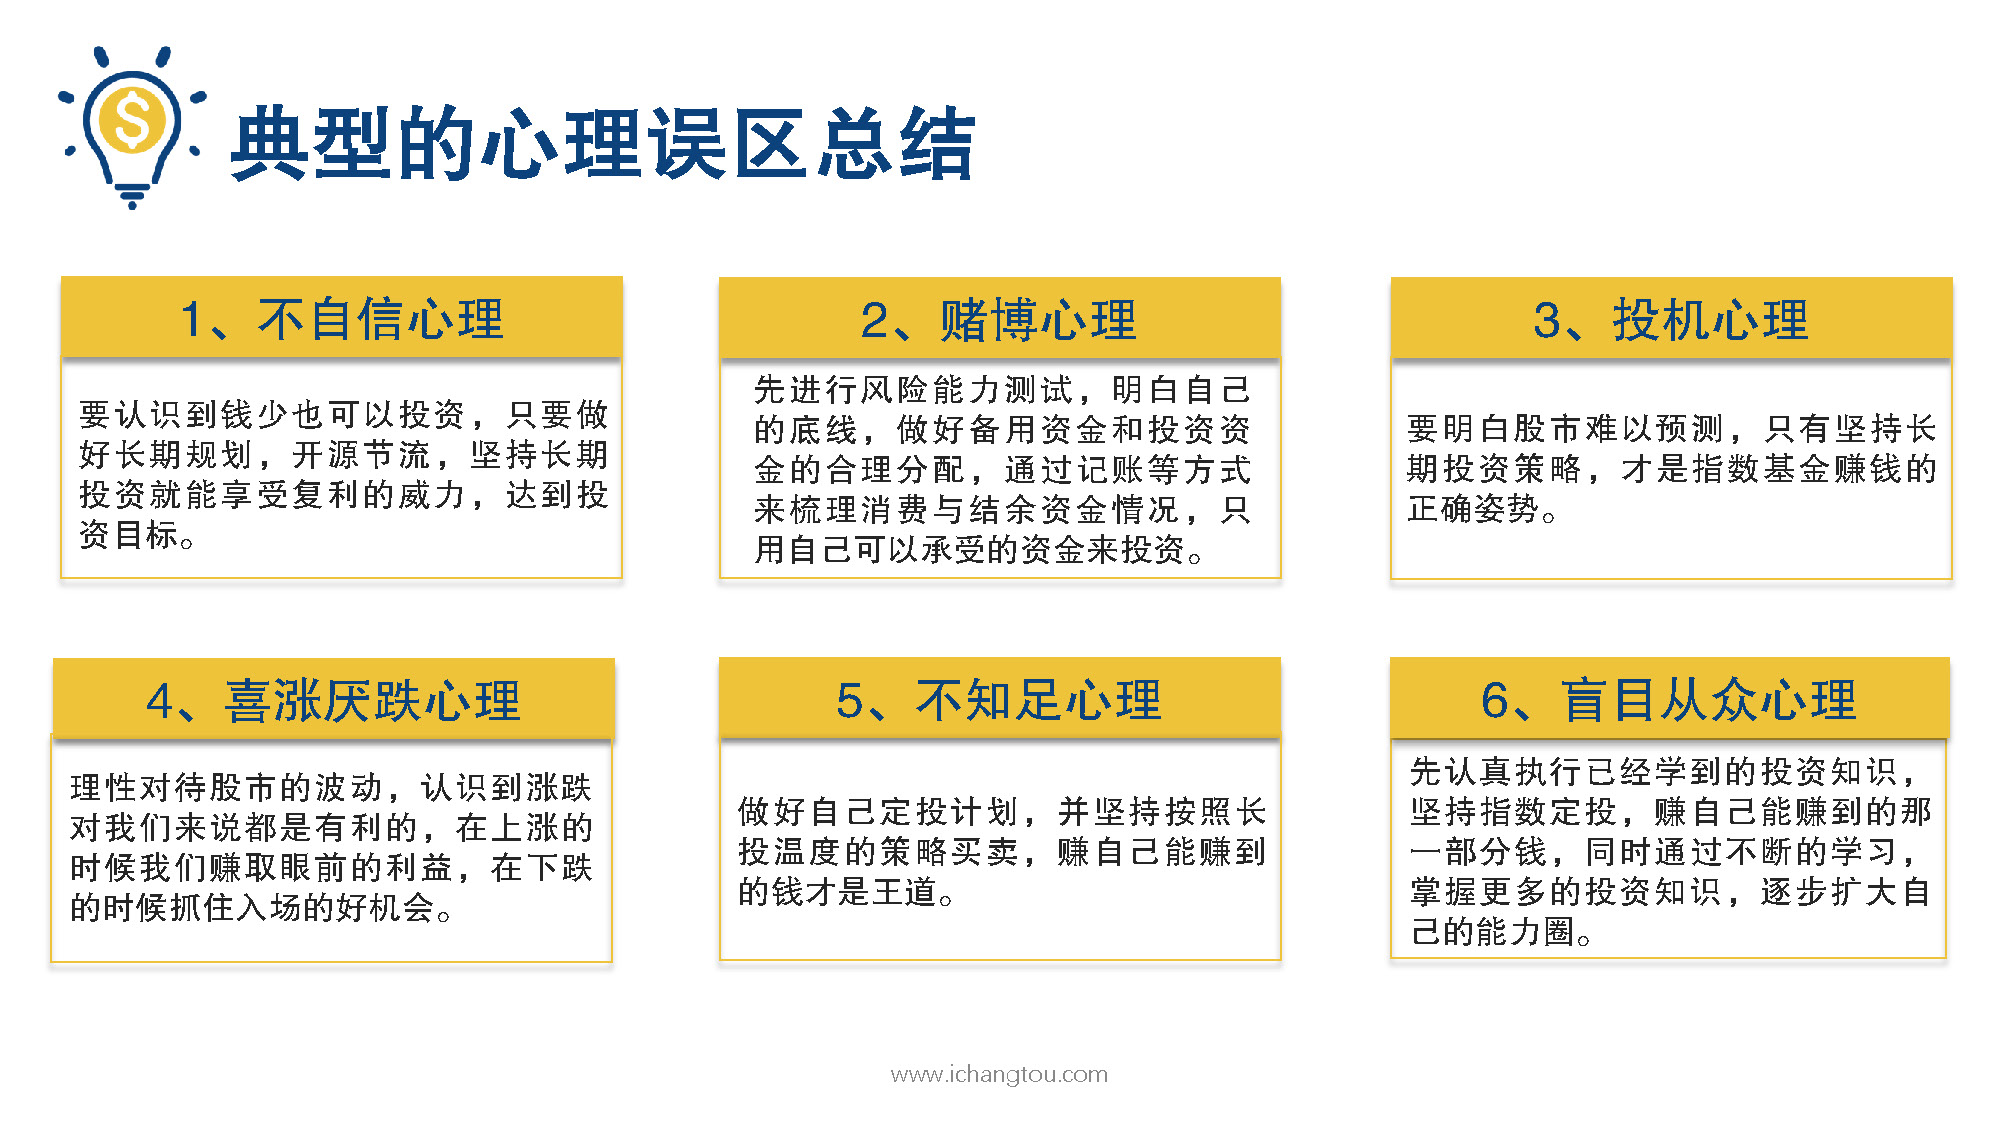 典型的心理误区总结
1、不自信心理
要认识到钱少也可以投资，只要做
好长期规划，开源节流，坚持长期
投资就能享受复利的威力，达到投
资目标。
2、赌博心理
先进行风险能力测试，明白自己
的底线，做好备用资金和投资资
金的合理分配，通过记账等方式
来梳理消费与结余资金情况，只
用自己可以承受的资金来投资。
3、投机心理
要明白股市难以预测，只有坚持长
期投资策略，才是指数基金赚钱的
正确姿势。
4、喜涨厌跌心理
理性对待股市的波动，认识到涨跌
对我们来说都是有利的，在上涨的
时候我们赚取眼前的利益，在下跌
的时候抓住入场的好机会。
5、不知足心理
做好自己定投计划，并坚持按照长
投温度的策略买卖，赚自己能赚到
的钱才是王道。
6、盲目从众心理
先认真执行已经学到的投资知识，
坚持指数定投，赚自己能赚到的那
一部分钱，同时通过不断的学习，
掌握更多的投资知识，逐步扩大自
己的能力圈。
www.ichangtou.com